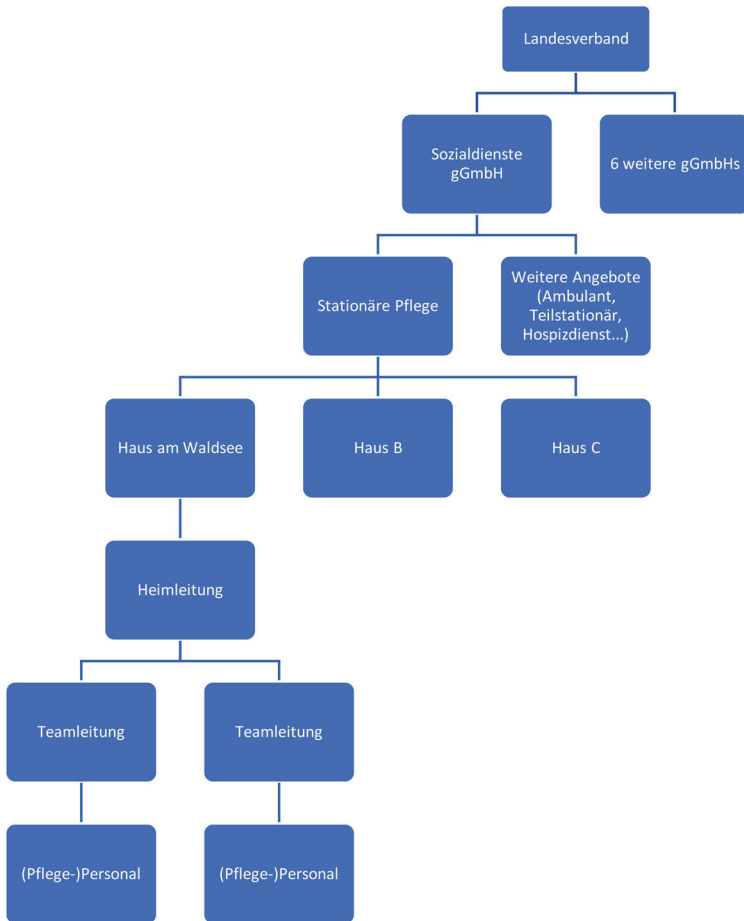 Landesverband
Sozialdienste
gGmbH
6 weitere gGmbHs
Stationäre Pflege
Weitere Angebote
(Ambulant,
Teilstationär,
Hospizdienst...)
Haus am Waldsee
Haus B
Haus C
Heimleitung
Teamleitung
Teamleitung
(Pflege-)Personal
(Pflege-)Personal